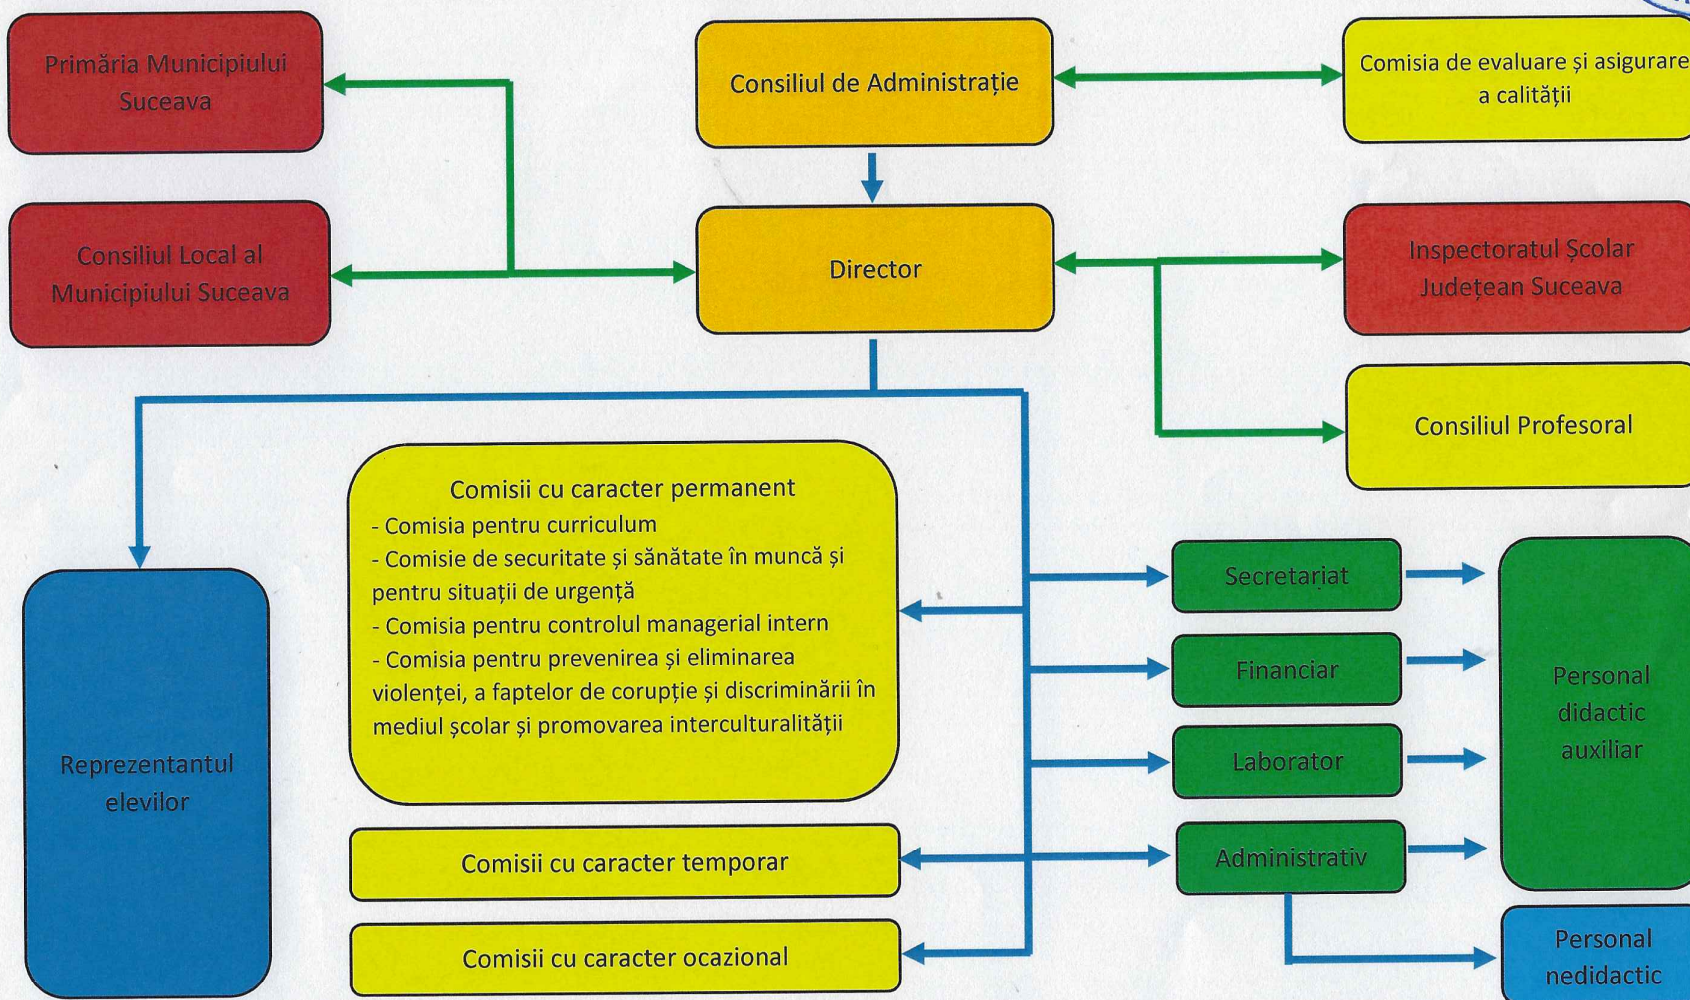 Primăria Municipiului
Suceava
Consiliul de Administrație
Comisia de evaluare și asigurare
a calității
Consiliul Local al
Municipiului Suceava
Director
Inspectoratul Școlar
Județean Suceava
Consiliul Profesoral
Comisii cu caracter permanent
- Comisia pentru curriculum
- Comisie de securitate și sănătate în muncă și
pentru situații de urgență
- Comisia pentru controlul managerial intern
- Comisia pentru prevenirea și eliminarea
violenței, a faptelor de corupție și discriminării în
mediul școlar și promovarea interculturalității
Reprezentantul
elevilor
Comisii cu caracter temporar
Comisii cu caracter ocazional
Secretariat
Financiar
Laborator
Administrativ
Personal
didactic
auxiliar
Personal
nedidactic